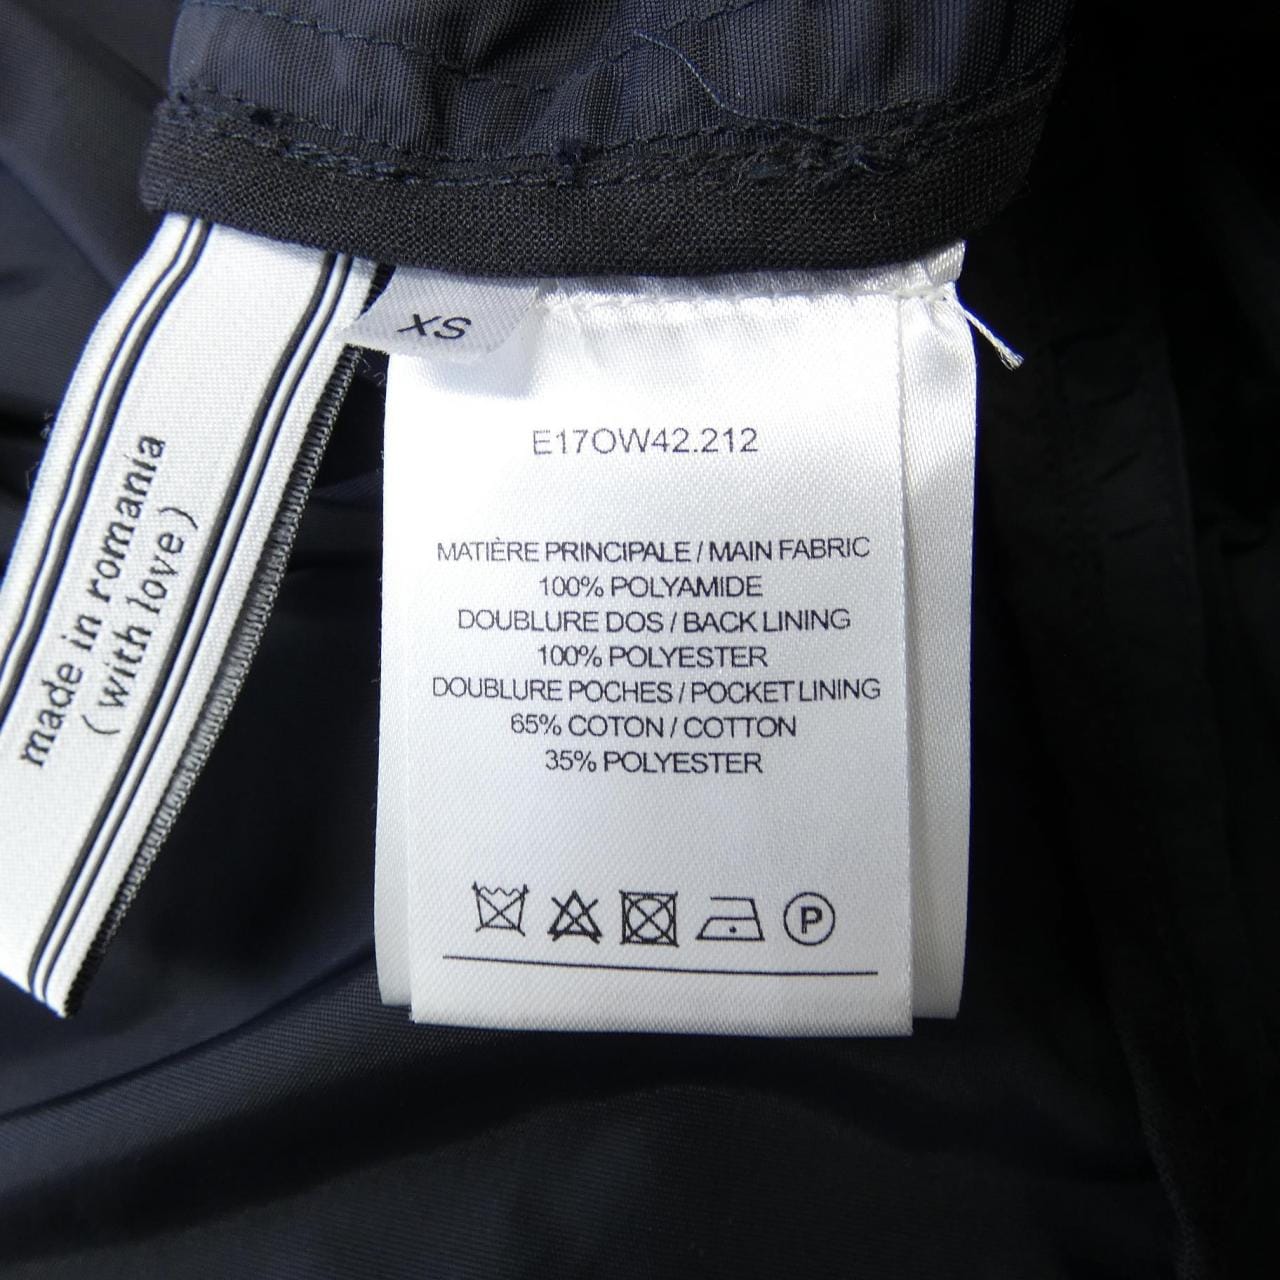 XS
made in romania
(with love)
E17OW42.212
MATIÈRE PRINCIPALE / MAIN FABRIC
100% POLYAMIDE
DOUBLURE DOS / BACK LINING
100% POLYESTER
DOUBLURE POCHES / POCKET LINING
65% COTON / COTTON
35% POLYESTER
P